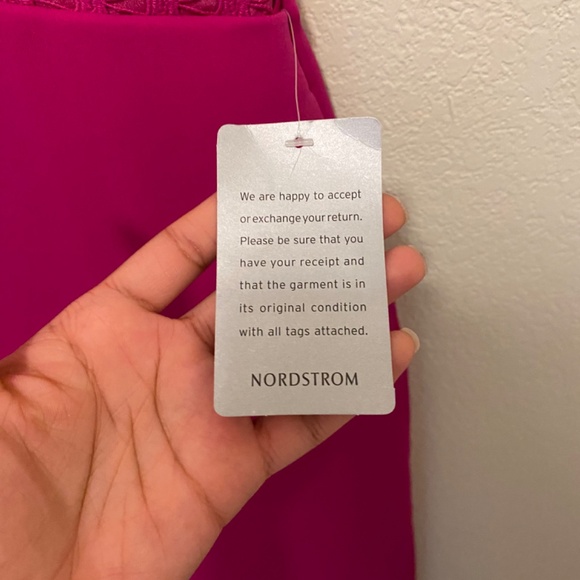 We are happy to accept
or exchange your return.
Please be sure that you
have your receipt and
that the garment is in
its original condition
with all tags attached.
NORDSTROM